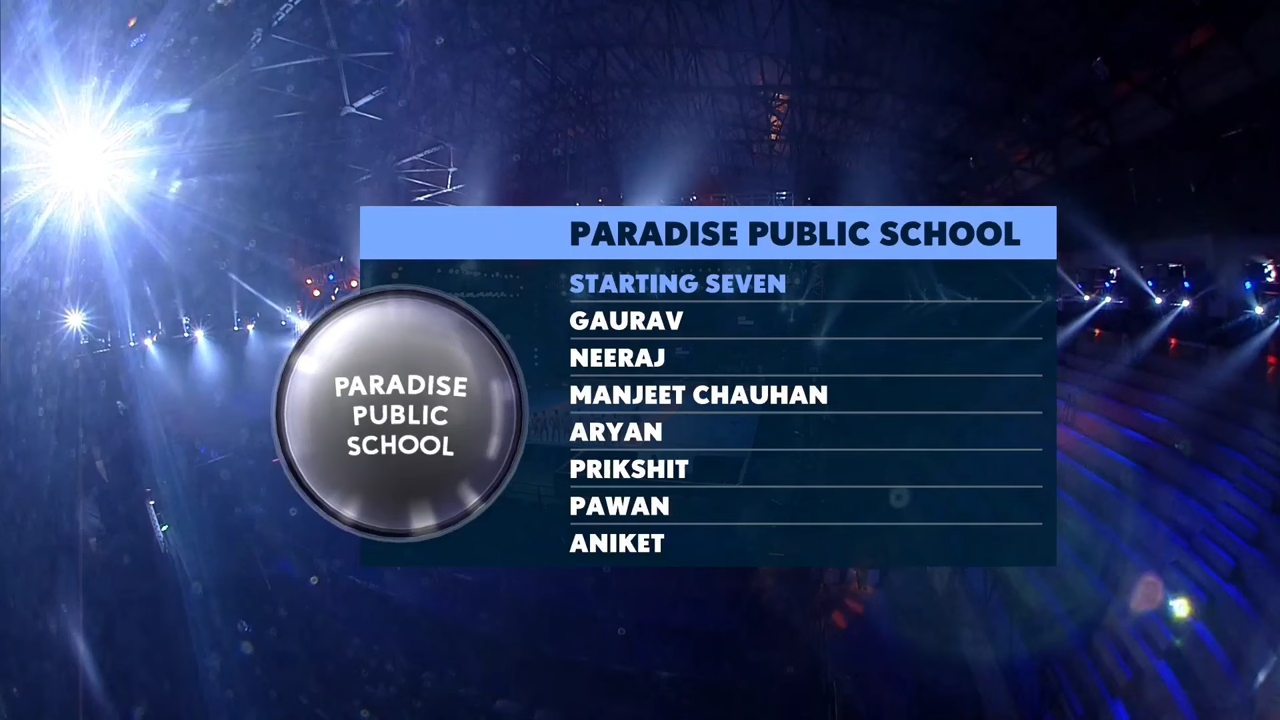 PARADISE PUBLIC SCHOOL
STARTING SEVEN
GAURAV
NEERAJ
MANJEET CHAUHAN
ARYAN
PRIKSHIT
PAWAN
ANIKET
PARADISE
PUBLIC
SCHOOL